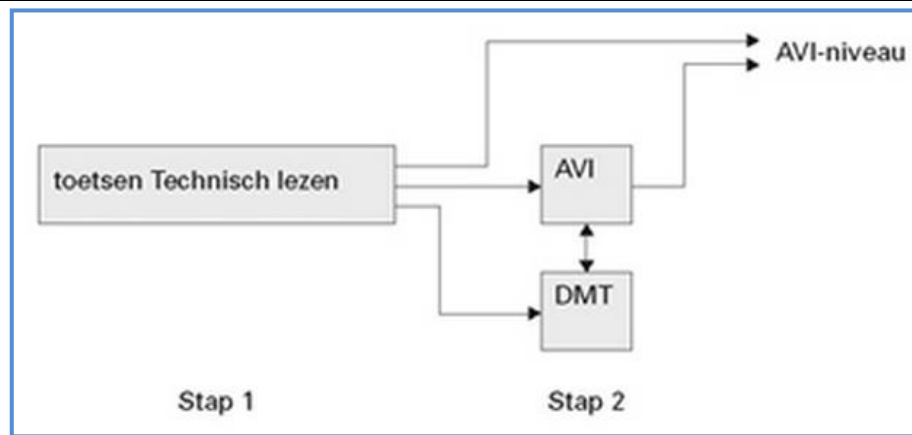 AVI-niveau
toetsen Technisch lezen
AVI
DMT
Stap 1
Stap 2